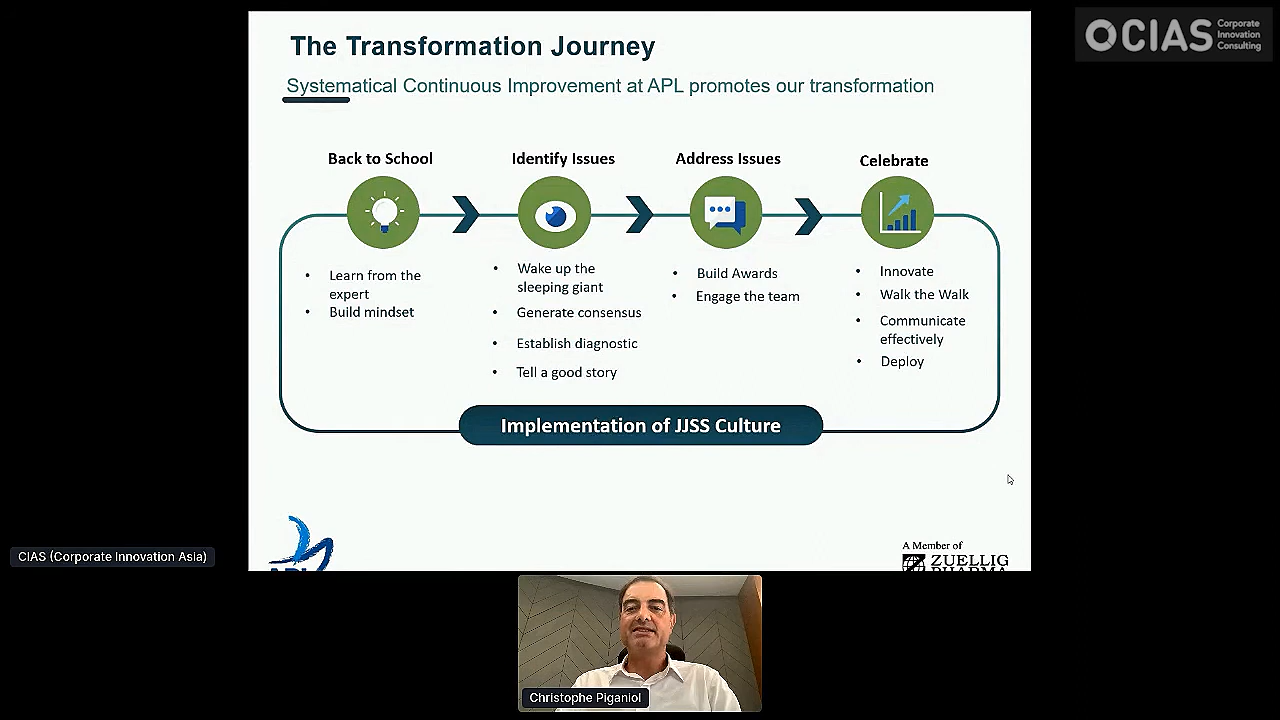 The Transformation Journey
Systematical Continuous Improvement at APL promotes our transformation
CIAS
Corporate
Innovation
Consulting
Back to School
Identify Issues
Address Issues
Celebrate
• Learn from the
expert
• Build mindset
• Wake up the
sleeping giant
• Generate consensus
• Establish diagnostic
• Tell a good story
• Build Awards
• Engage the team
• Innovate
• Walk the Walk
• Communicate
effectively
• Deploy
Implementation of JJSS Culture
CIAS (Corporate Innovation Asia)
APL
A Member of
ZUELLIG
PHARMA
Christophe Piganiol